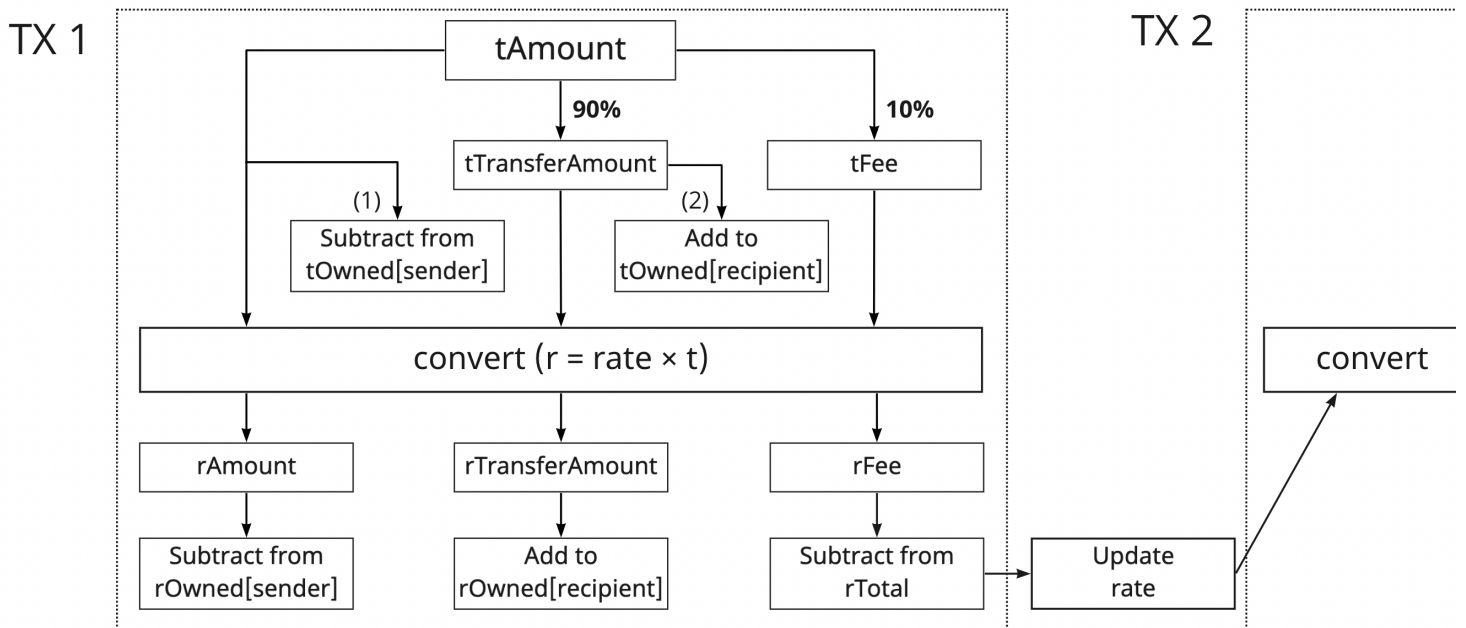 TX 1
TX 2
tAmount
90%
10%
tTransferAmount
tFee
(1)
(2)
Subtract from
tOwned[sender]
Add to
tOwned[recipient]
convert (r = rate × t)
convert
rAmount
rTransferAmount
rFee
Subtract from
rOwned[sender]
Add to
rOwned[recipient]
Subtract from
rTotal
Update
rate